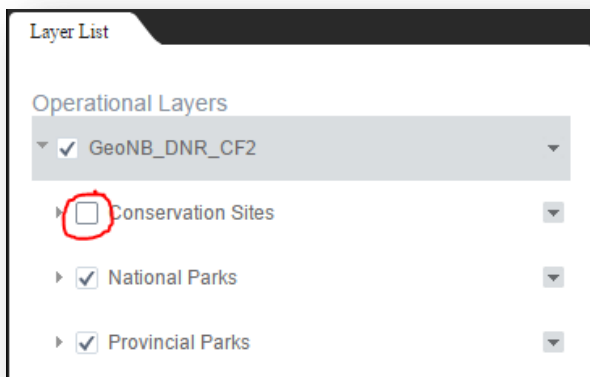 Layer List
Operational Layers
GeoNB_DNR_CF2
Conservation Sites
National Parks
Provincial Parks